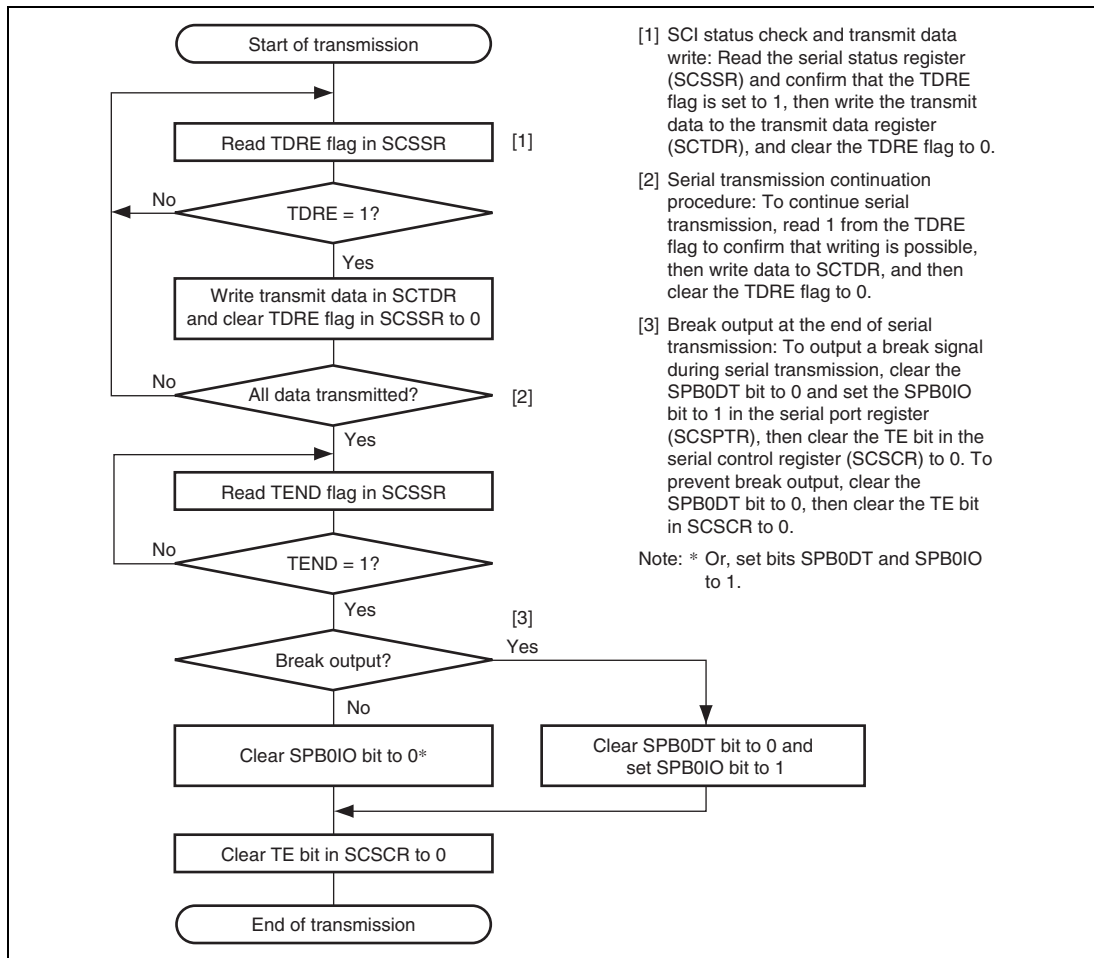 Start of transmission
Read TDRE flag in SCSSR
[1]
No
TDRE = 1?
Yes
Write transmit data in SCTDR
and clear TDRE flag in SCSSR to 0
No
All data transmitted?
[2]
Yes
Read TEND flag in SCSSR
No
TEND = 1?
Yes
[3]
Break output?
Yes
No
Clear SPB0IO bit to 0*
Clear SPB0DT bit to 0 and
set SPB0IO bit to 1
Clear TE bit in SCSCR to 0
End of transmission
[1] SCI status check and transmit data
write: Read the serial status register
(SCSSR) and confirm that the TDRE
flag is set to 1, then write the transmit
data to the transmit data register
(SCTDR), and clear the TDRE flag to 0.
[2] Serial transmission continuation
procedure: To continue serial
transmission, read 1 from the TDRE
flag to confirm that writing is possible,
then write data to SCTDR, and then
clear the TDRE flag to 0.
[3] Break output at the end of serial
transmission: To output a break signal
during serial transmission, clear the
SPB0DT bit to 0 and set the SPB0IO
bit to 1 in the serial port register
(SCSPTR), then clear the TE bit in the
serial control register (SCSCR) to 0. To
prevent break output, clear the
SPB0DT bit to 0, then clear the TE bit
in SCSCR to 0.
Note: * Or, set bits SPB0DT and SPB0IO
to 1.